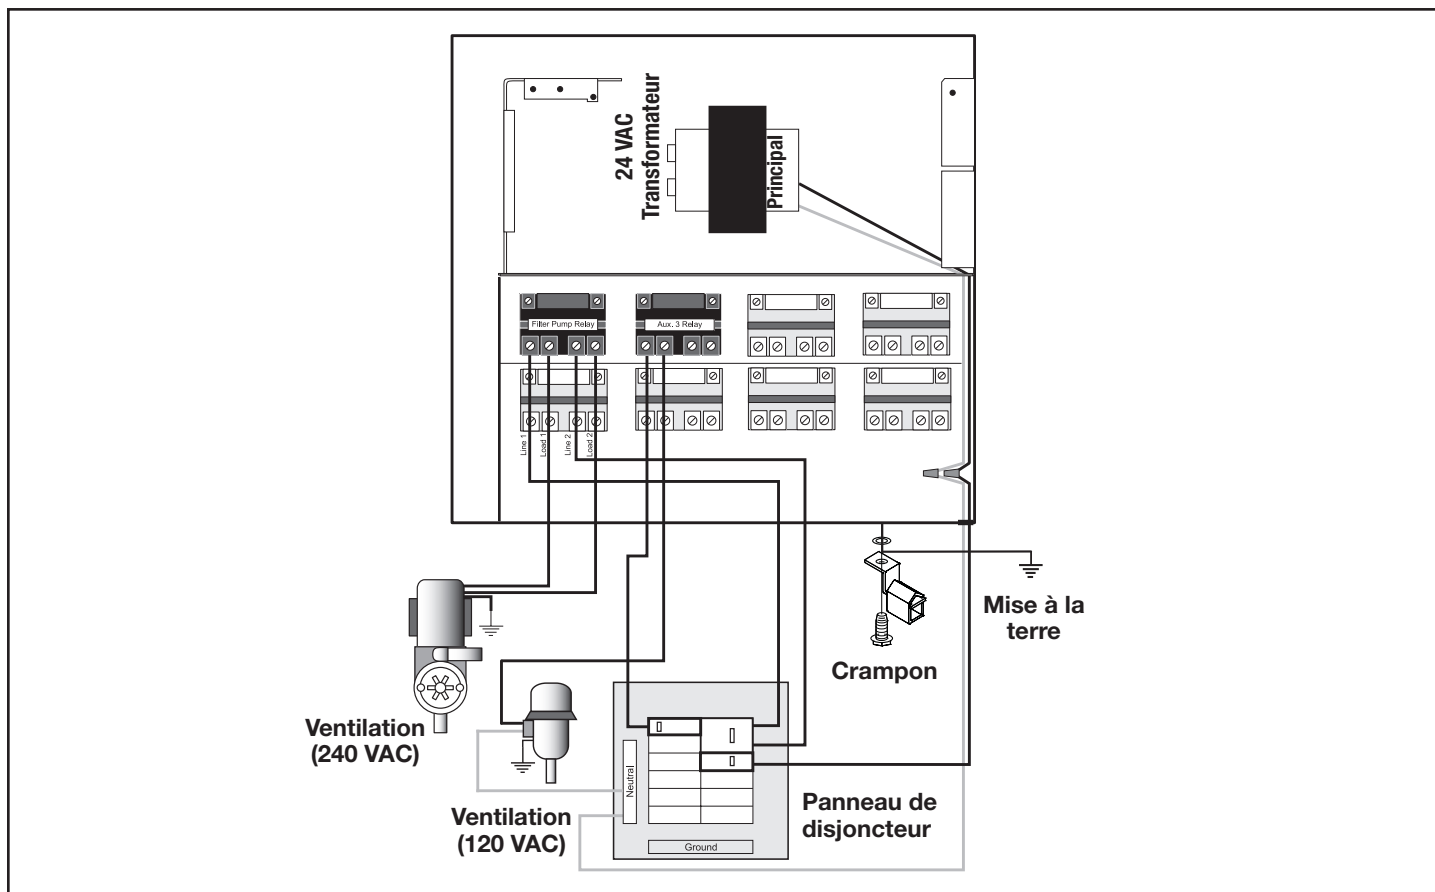 24 VAC
Transformateur
Principal
Filter Pump Relay
Aux. 3 Relay
Line 1
Load 1
Line 2
Load 2
Mise à la
terre
Crampon
Ventilation
(240 VAC)
Ventilation
(120 VAC)
Neutral
Ground
Panneau de
disjoncteur